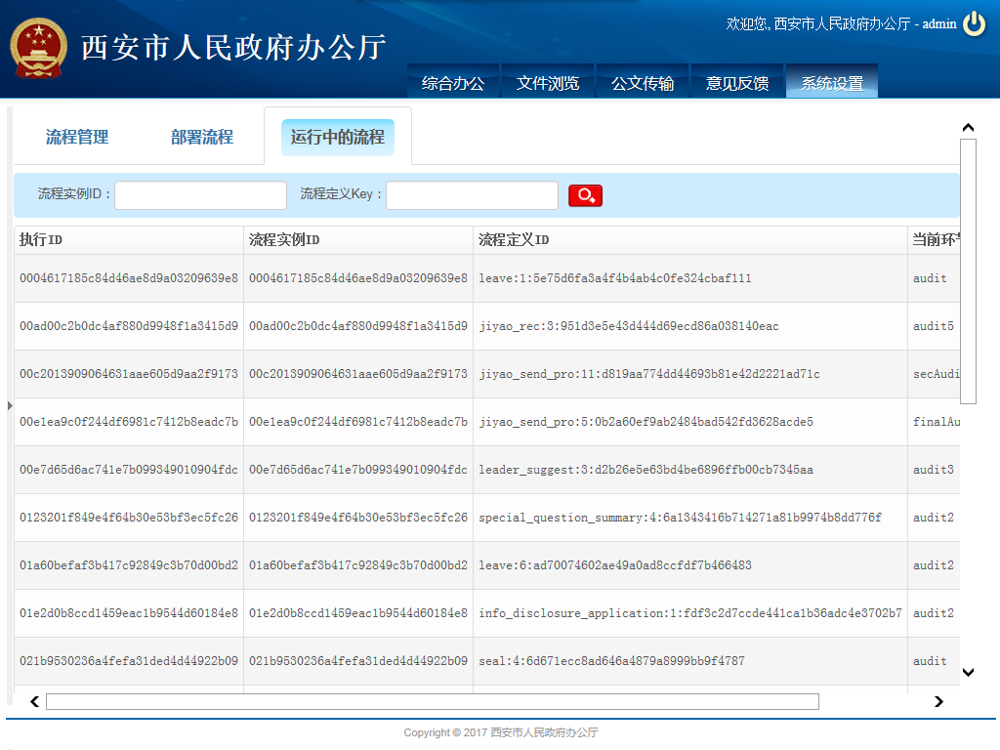 欢迎您, 西安市人民政府办公厅 - admin
西安市人民政府办公厅
综合办公 文件浏览 公文传输 意见反馈 系统设置
流程管理 部署流程 运行中的流程
流程实例ID： 流程定义Key：
执行ID 流程实例ID 流程定义ID 当前环节
0004617185c84d46ae8d9a03209639e8 0004617185c84d46ae8d9a03209639e8 leave:1:5e75d6fa3a4f4b4ab4c0fe324cbaf111 audit
00ad00c2b0dc4af880d9948f1a3415d9 00ad00c2b0dc4af880d9948f1a3415d9 jiyao_rec:3:951d3e5e43d444d69ecd86a038140eac audit5
00c2013909064631aae605d9aa2f9173 00c2013909064631aae605d9aa2f9173 jiyao_send_pro:11:d819aa774dd44693b81e42d2221ad71c secAudi
00e1ea9c0f244df6981c7412b8eadc7b 00e1ea9c0f244df6981c7412b8eadc7b jiyao_send_pro:5:0b2a60ef9ab2484bad542fd3628acde5 finalAu
00e7d65d6ac741e7b099349010904fdc 00e7d65d6ac741e7b099349010904fdc leader_suggest:3:d2b26e5e63bd4be6896ffb00cb7345aa audit3
0123201f849e4f64b30e53bf3ec5fc26 0123201f849e4f64b30e53bf3ec5fc26 special_question_summary:4:6a1343416b714271a81b9974b8dd776f audit2
01a60befaf3b417c92849c3b70d00bd2 01a60befaf3b417c92849c3b70d00bd2 leave:6:ad70074602ae49a0ad8ccfdf7b466483 audit2
01e2d0b8ccd1459eac1b9544d60184e8 01e2d0b8ccd1459eac1b9544d60184e8 info_disclosure_application:1:fdf3c2d7ccde441ca1b36adc4e3702b7 audit2
021b9530236a4fefa31ded4d44922b09 021b9530236a4fefa31ded4d44922b09 seal:4:6d671ecc8ad646a4879a8999bb9f4787 audit
Copyright © 2017 西安市人民政府办公厅